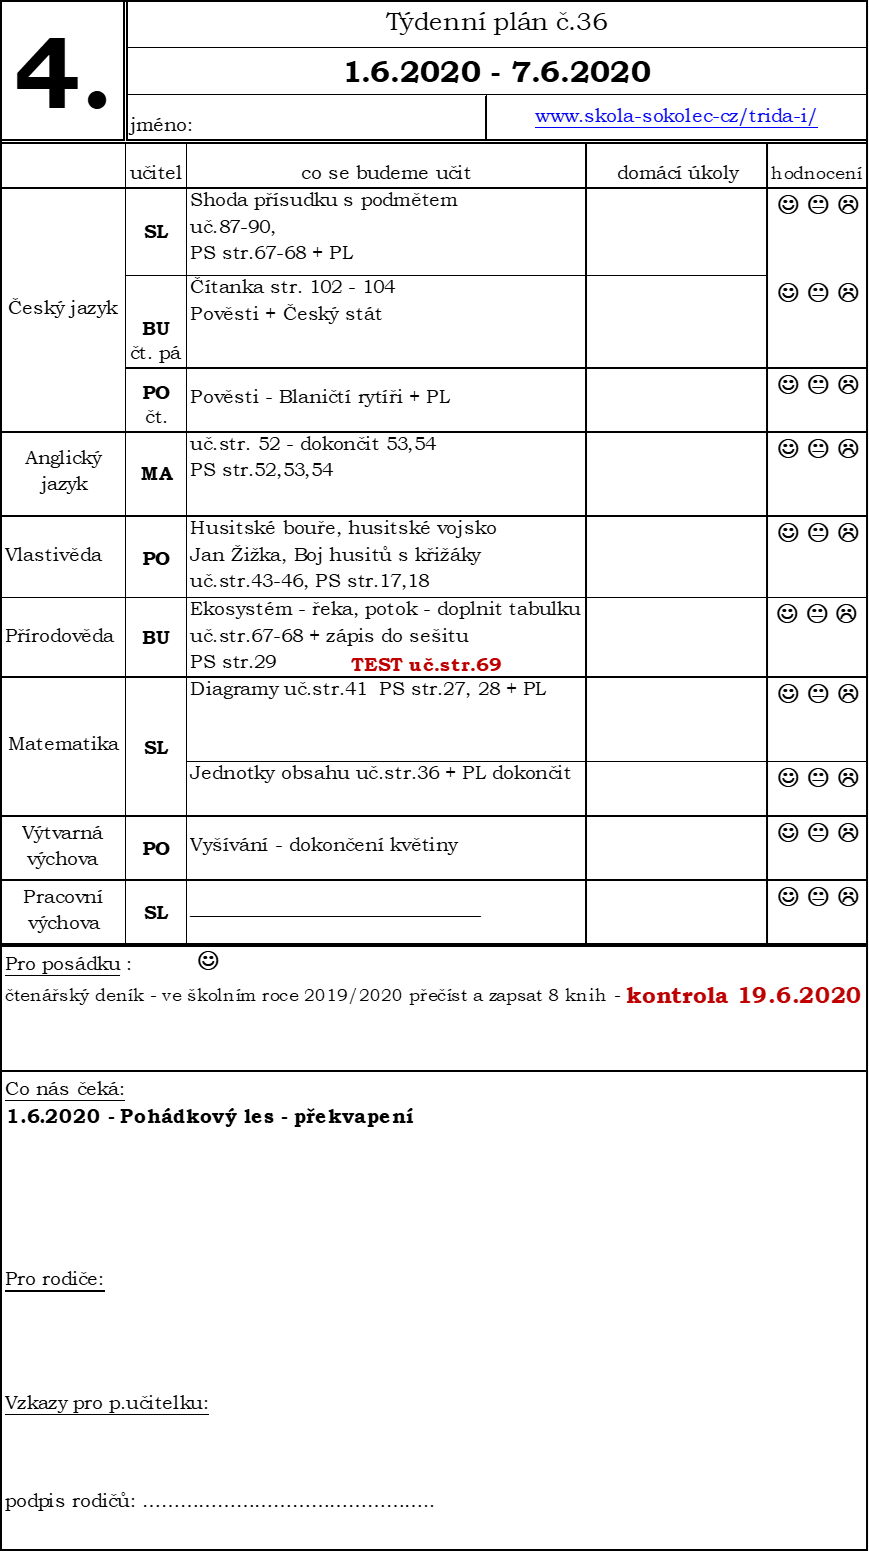 4.
Týdenní plán č.36
1.6.2020 - 7.6.2020
jméno:
www.skola-sokolec-cz/trida-i/
učitel
co se budeme učit
domácí úkoly
hodnocení
Český jazyk
SL
Shoda přísudku s podmětem
uč.87-90,
PS str.67-68 + PL
☺ 😐 ☹
BU
čt. pá
Čítanka str. 102 - 104
Pověsti + Český stát
☺ 😐 ☹
PO
čt.
Pověsti - Blaničtí rytíři + PL
☺ 😐 ☹
Anglický
jazyk
MA
uč.str. 52 - dokončit 53,54
PS str.52,53,54
☺ 😐 ☹
Vlastivěda
PO
Husitské bouře, husitské vojsko
Jan Žižka, Boj husitů s křižáky
uč.str.43-46, PS str.17,18
☺ 😐 ☹
Přírodověda
BU
Ekosystém - řeka, potok - doplnit tabulku
uč.str.67-68 + zápis do sešitu
PS str.29 TEST uč.str.69
☺ 😐 ☹
Matematika
SL
Diagramy uč.str.41 PS str.27, 28 + PL
☺ 😐 ☹
Jednotky obsahu uč.str.36 + PL dokončit
☺ 😐 ☹
Výtvarná
výchova
PO
Vyšívání - dokončení květiny
☺ 😐 ☹
Pracovní
výchova
SL
______________________________
☺ 😐 ☹
Pro posádku : ☺
čtenářský deník - ve školním roce 2019/2020 přečíst a zapsat 8 knih - kontrola 19.6.2020
Co nás čeká:
1.6.2020 - Pohádkový les - překvapení
Pro rodiče:
Vzkazy pro p.učitelku:
podpis rodičů: ...............................................